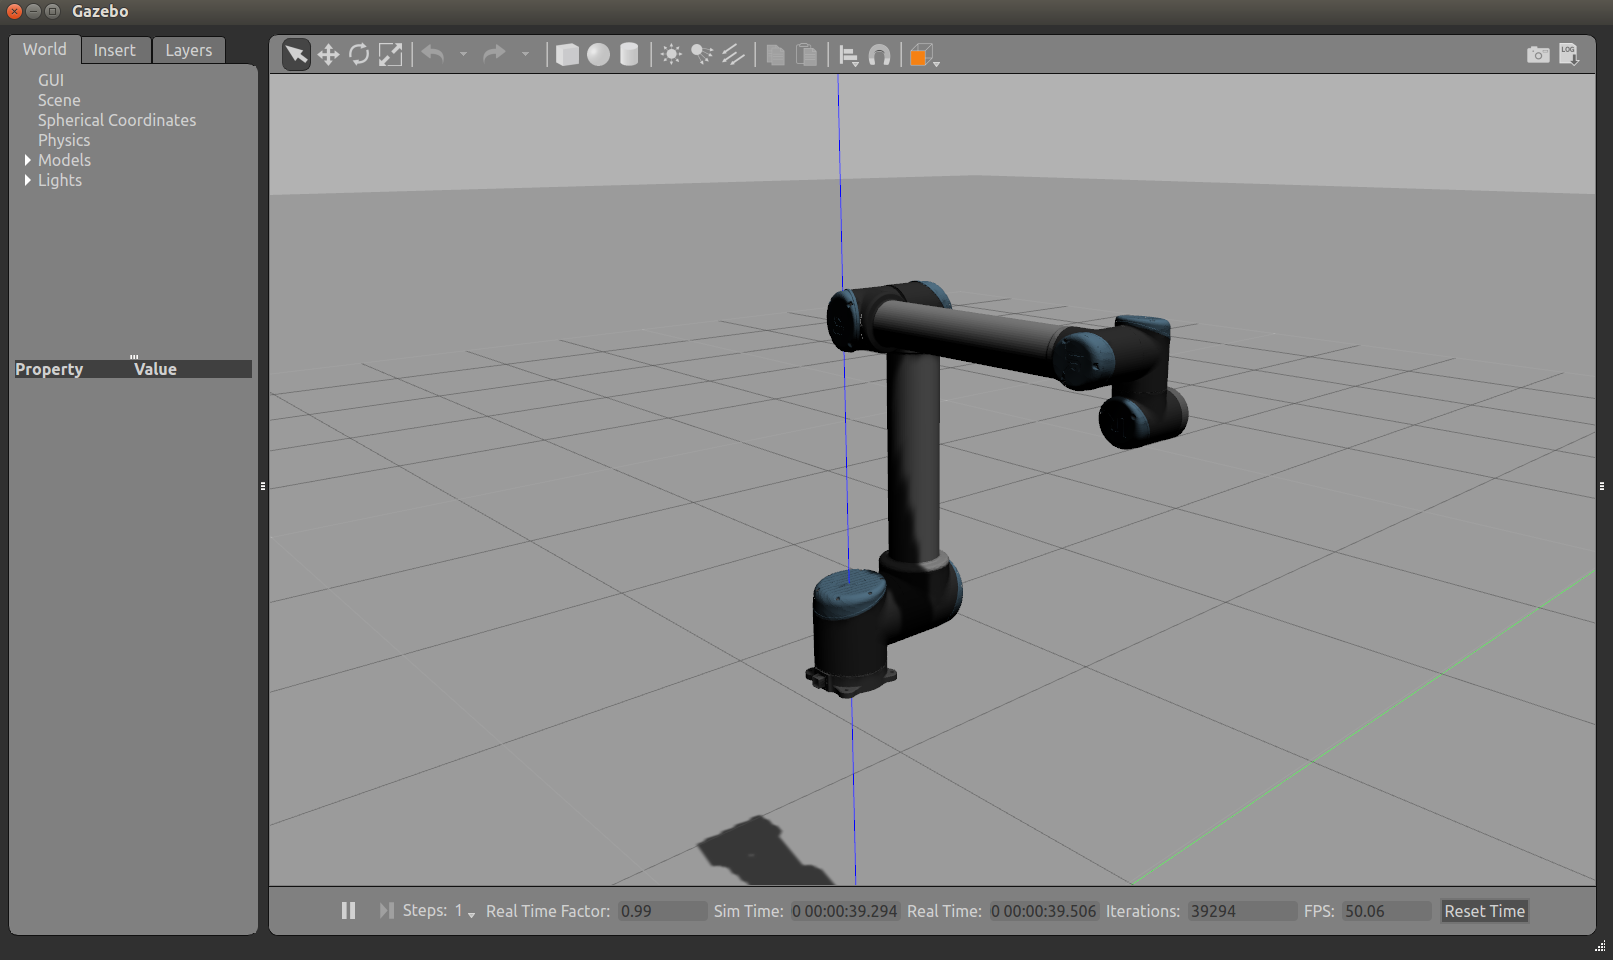 Gazebo
World Insert Layers
GUI
Scene
Spherical Coordinates
Physics
Models
Lights
Property Value
LOG
Steps: 1 Real Time Factor: 0.99 Sim Time: 0 00:00:39.294 Real Time: 0 00:00:39.506 Iterations: 39294 FPS: 50.06 Reset Time